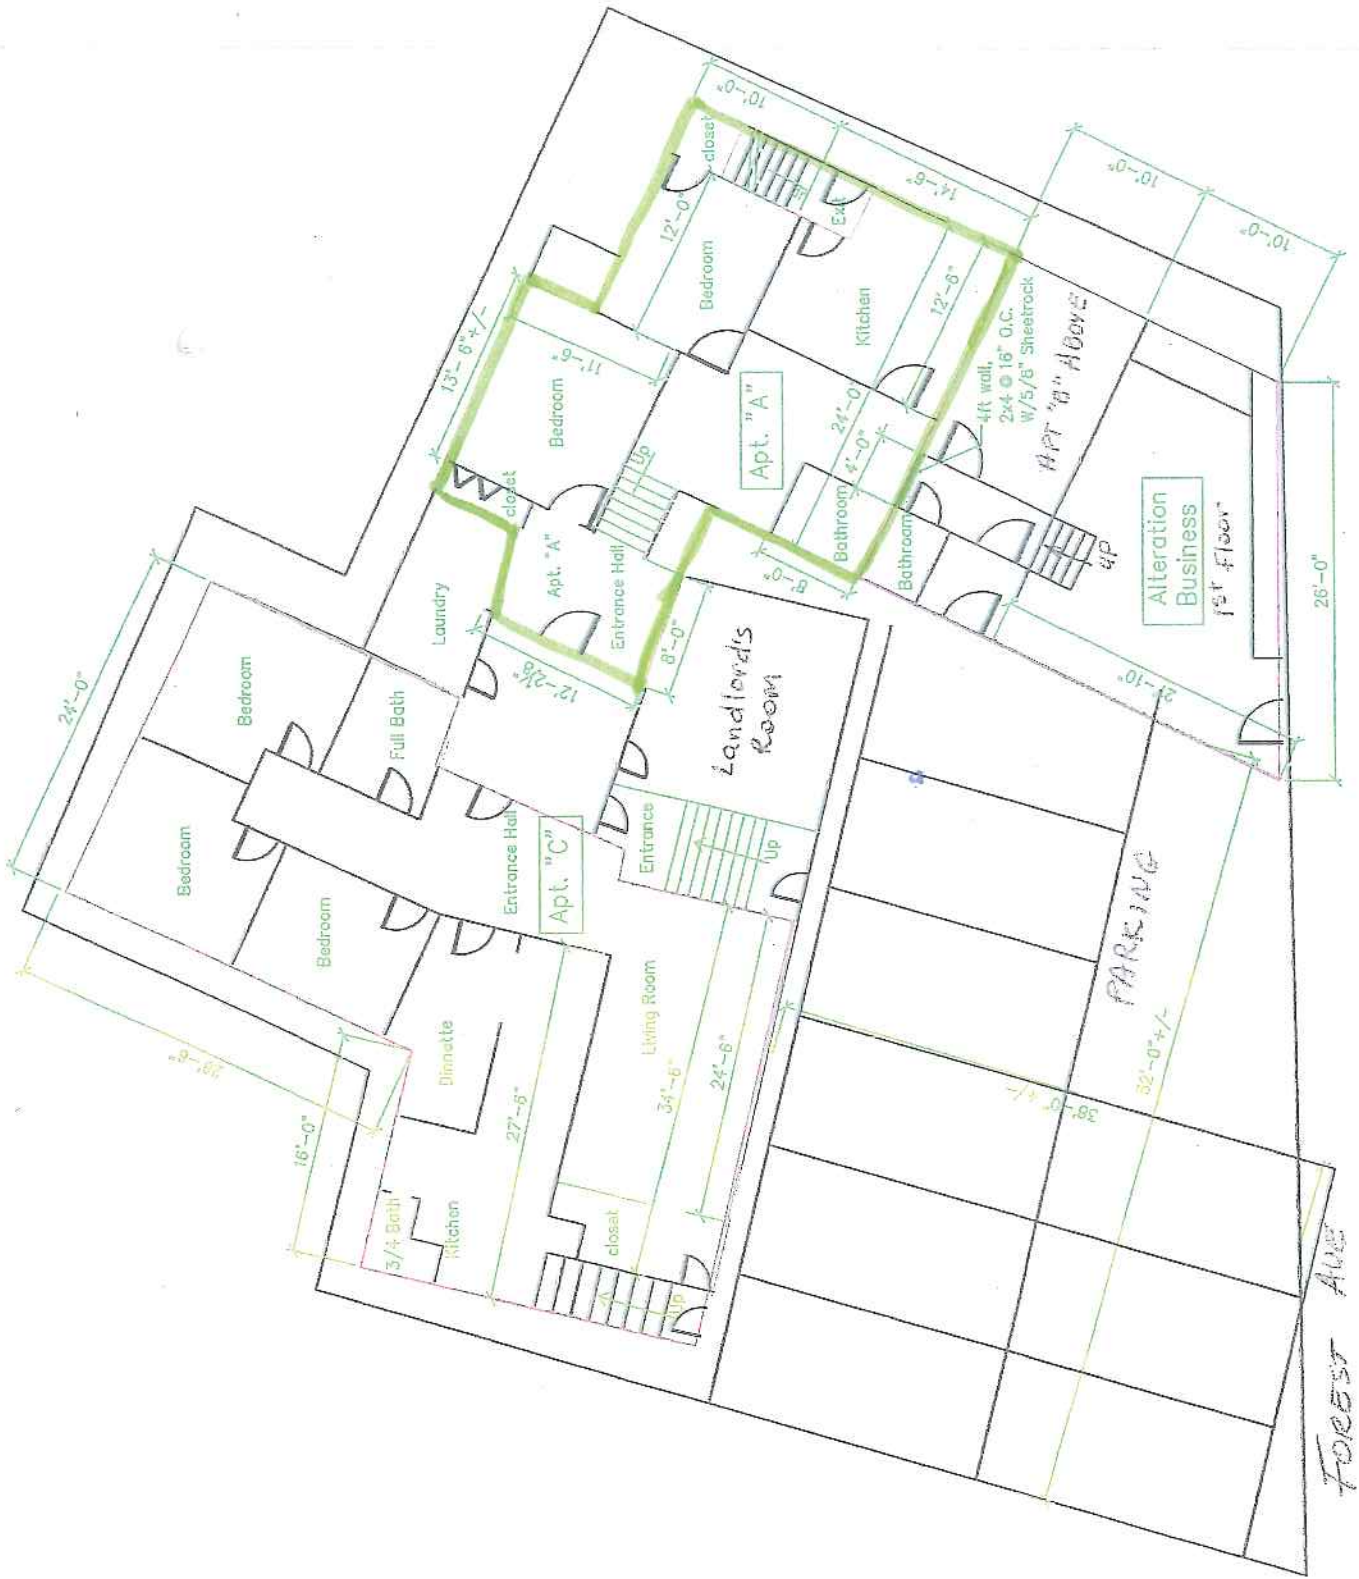 24'-0"
Bedroom
Bedroom
Bedroom
Full Bath
Laundry
28'-6"
16'-0"
Dinnette
3/4 Bath
Kitchen
27'-6"
Entrance Hall
Apt. "C"
Living Room
34'-6"
24'-6"
closet
Up
Entrance
Up
Landlord's
Room
8'-0"
12'-2⅛"
Apt. "A"
Entrance Hall
closet
13'-6"+/-
11'-6"
Bedroom
Up
Apt. "A"
Bedroom
12'-0"
closet
10'-0"
up
Exit
14'-6"
Kitchen
12'-6"
24'-0"
4'-0"
Bathroom
8'-0"
Bathroom
4ft wall,
2x4 @ 16" O.C.
W/5/8" Sheetrock
APT "B" ABOVE
10'-0"
10'-0"
UP
Alteration
Business
1st Floor
26'-0"
21'-10"
PARKING
38'-0" +/-
FOREST AVE